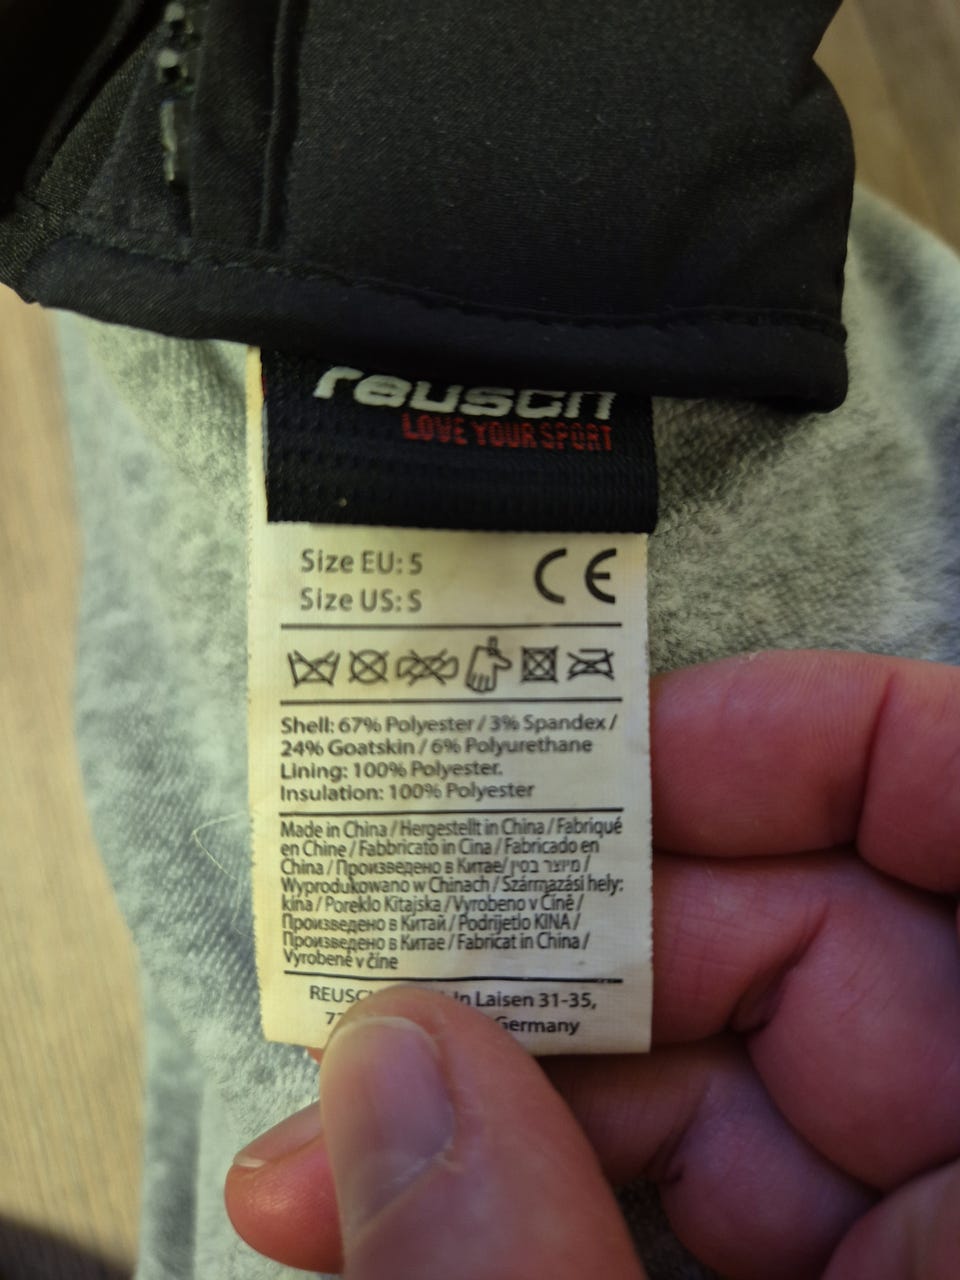 reusch
LOVE YOUR SPORT
Size EU: 5
Size US: S
CE
Shell: 67% Polyester / 3% Spandex /
24% Goatskin / 6% Polyurethane
Lining: 100% Polyester.
Insulation: 100% Polyester
Made in China / Hergestellt in China / Fabriqué
en Chine / Fabbricato in Cina / Fabricado en
China / Произведено в Китае/ מיוצר בסין /
Wyprodukowano w Chinach / Származási hely:
kína / Poreklo Kitajska / Vyrobeno v Číně /
Произведено в Китай / Podrijetlo KINA /
Произведено в Китае / Fabricat in China /
Vyrobené v číne
In Laisen 31-35,
Germany